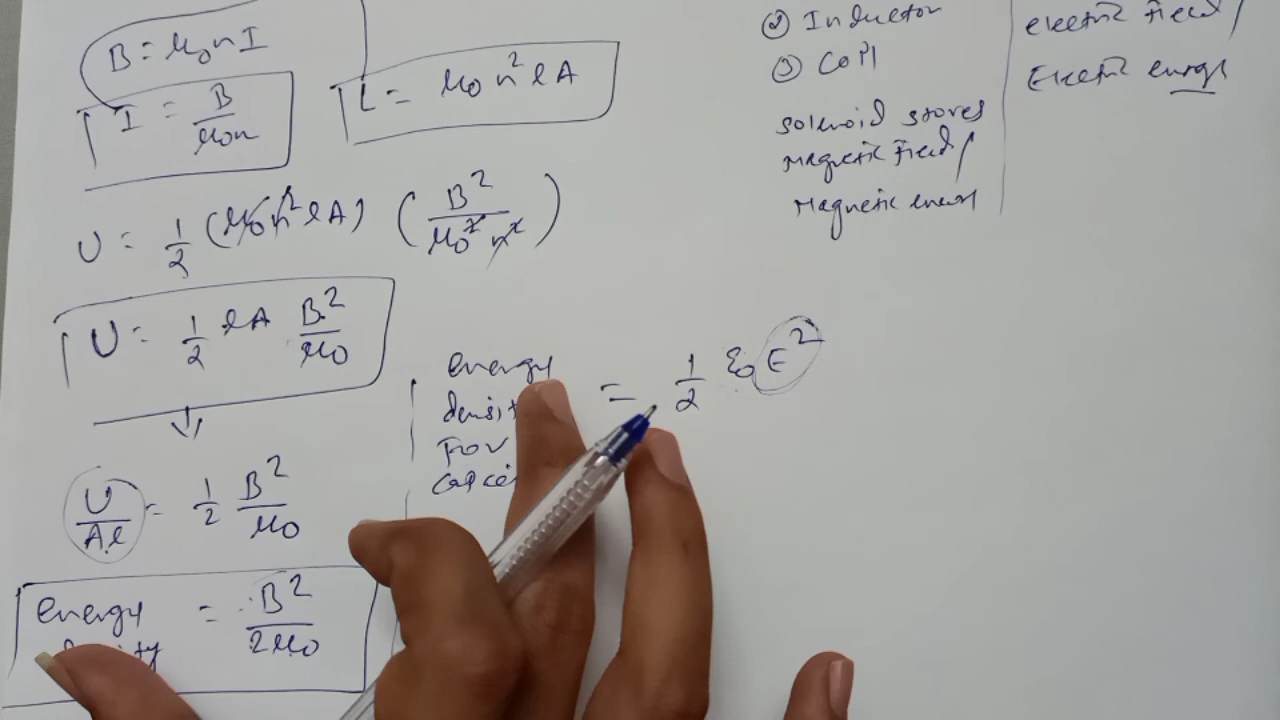 B = μ₀nI
I = B/μ₀n
L = μ₀n²lA
U = 1/2 (μ₀n²lA) (B²/μ₀²n²)
U = 1/2 lA B²/μ₀
U/Al = 1/2 B²/μ₀
energy
= B²/2μ₀
energy
For
= 1/2 ε₀E²
② Inductor
③ Coil
solenoid stores
Magnetic Field/
Magnetic energy
electric Field/
Electric energy